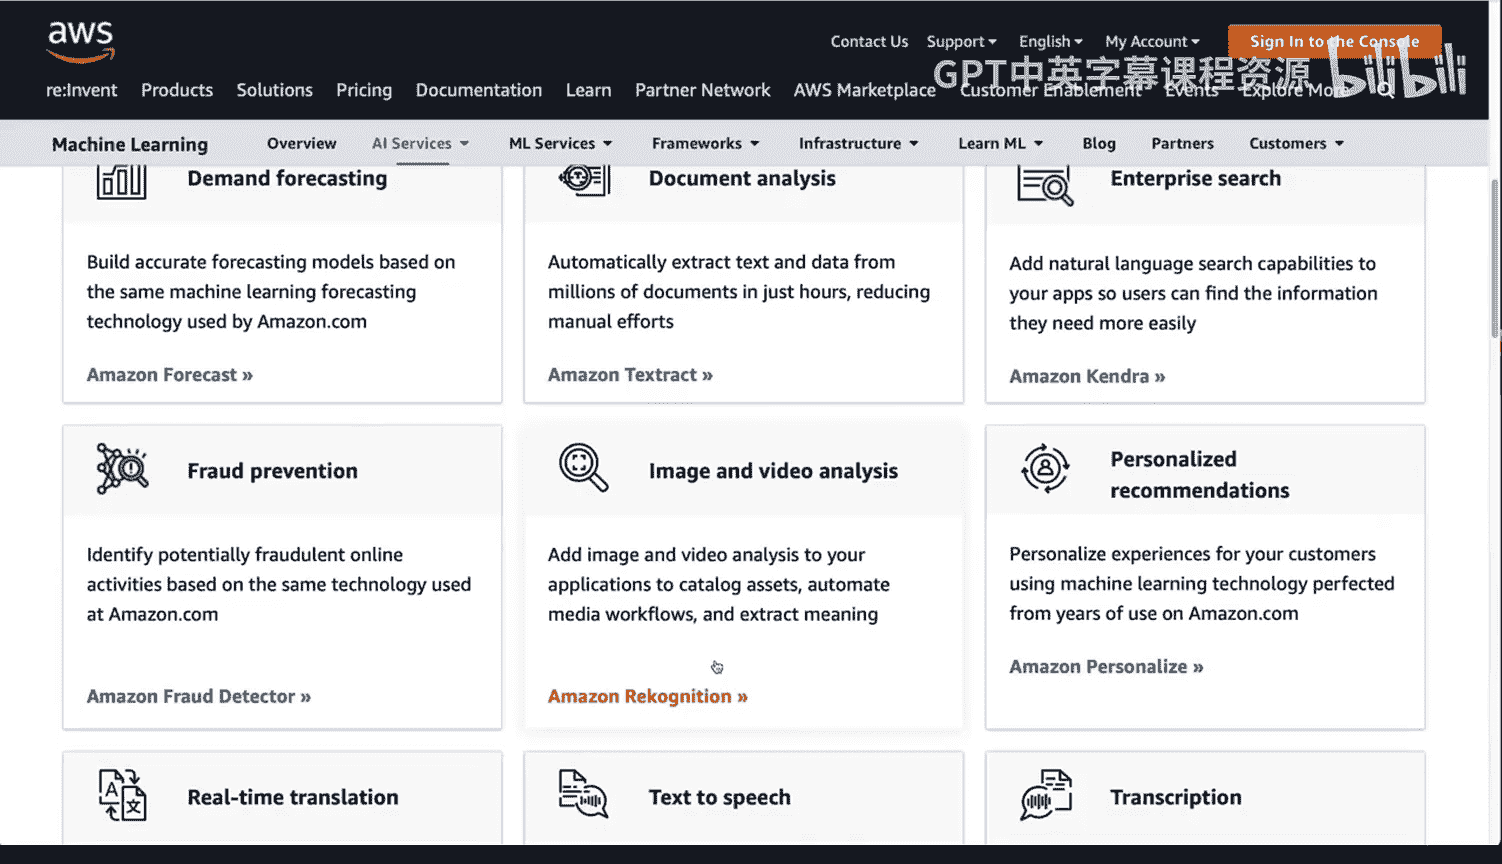 aws
Contact Us Support English My Account Sign In to the Console
GPT中英字幕课程资源 bilibili
re:Invent Products Solutions Pricing Documentation Learn Partner Network AWS Marketplace Customer Enablement Events Explore More
Machine Learning Overview AI Services ML Services Frameworks Infrastructure Learn ML Blog Partners Customers
Demand forecasting
Build accurate forecasting models based on
the same machine learning forecasting
technology used by Amazon.com
Amazon Forecast »
Document analysis
Automatically extract text and data from
millions of documents in just hours, reducing
manual efforts
Amazon Textract »
Enterprise search
Add natural language search capabilities to
your apps so users can find the information
they need more easily
Amazon Kendra »
Fraud prevention
Identify potentially fraudulent online
activities based on the same technology used
at Amazon.com
Amazon Fraud Detector »
Image and video analysis
Add image and video analysis to your
applications to catalog assets, automate
media workflows, and extract meaning
Amazon Rekognition »
Personalized
recommendations
Personalize experiences for your customers
using machine learning technology perfected
from years of use on Amazon.com
Amazon Personalize »
A 文
Real-time translation
Text to speech
Transcription